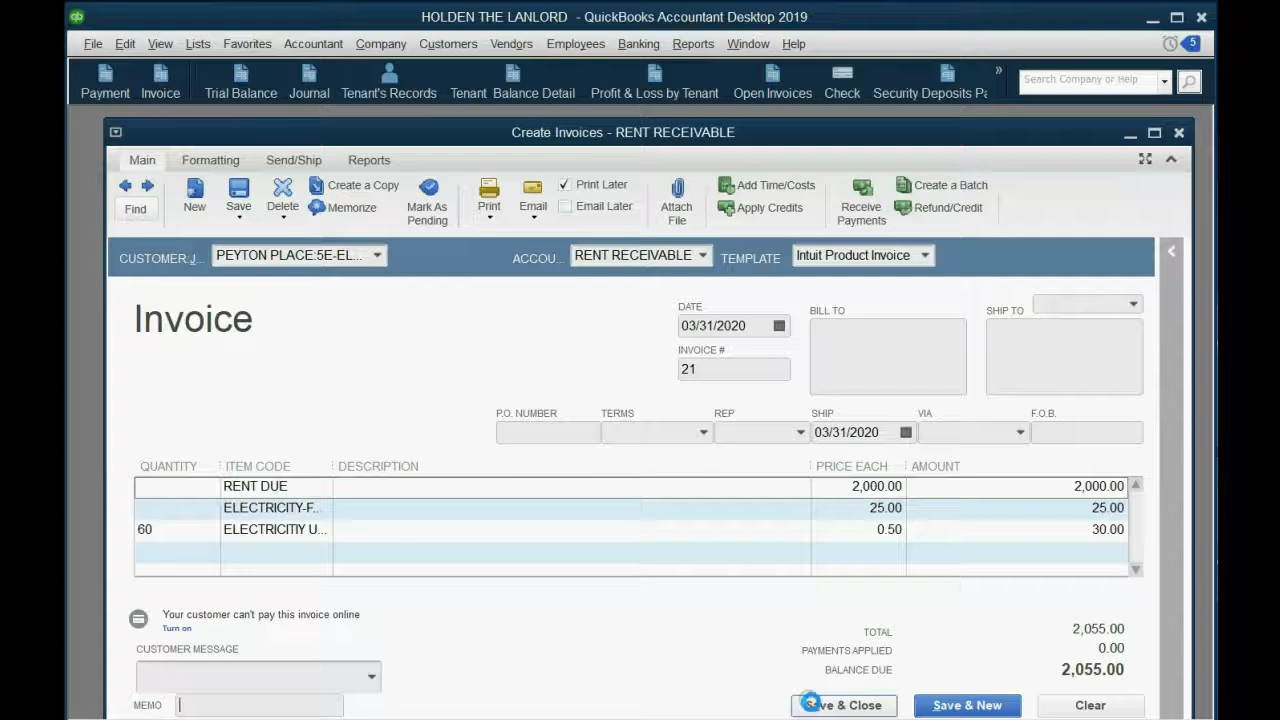 HOLDEN THE LANLORD - QuickBooks Accountant Desktop 2019
File Edit View Lists Favorites Accountant Company Customers Vendors Employees Banking Reports Window Help 5
Payment Invoice Trial Balance Journal Tenant's Records Tenant Balance Detail Profit & Loss by Tenant Open Invoices Check Security Deposits Pa » Search Company or Help
Create Invoices - RENT RECEIVABLE
Main Formatting Send/Ship Reports
Create a Copy Print Later Add Time/Costs Create a Batch
Find New Save Delete Memorize Mark As Pending Print Email Email Later Attach File Apply Credits Receive Payments Refund/Credit
CUSTOMER:J... PEYTON PLACE:5E-EL... ACCOU... RENT RECEIVABLE TEMPLATE Intuit Product Invoice
Invoice
DATE BILL TO SHIP TO
03/31/2020
INVOICE #
21
P.O. NUMBER TERMS REP SHIP VIA F.O.B.
03/31/2020
QUANTITY ITEM CODE DESCRIPTION PRICE EACH AMOUNT
RENT DUE 2,000.00 2,000.00
ELECTRICITY-F... 25.00 25.00
60 ELECTRICITIY U... 0.50 30.00
Your customer can't pay this invoice online
Turn on
TOTAL 2,055.00
CUSTOMER MESSAGE PAYMENTS APPLIED 0.00
BALANCE DUE 2,055.00
MEMO Save & Close Save & New Clear